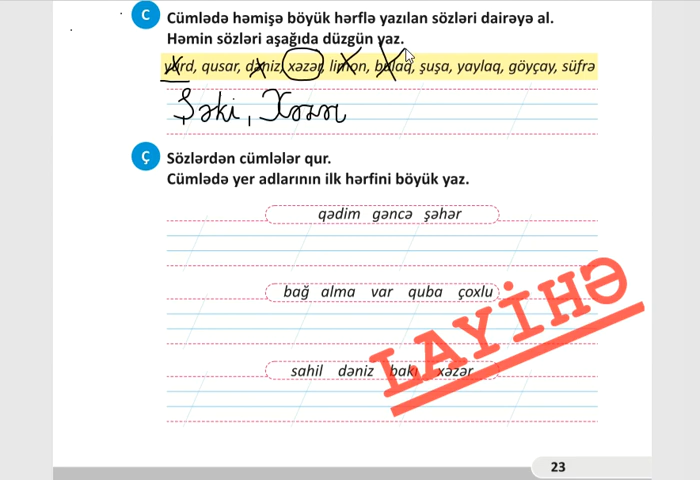 C Cümlədə həmişə böyük hərflə yazılan sözləri dairəyə al.
Həmin sözləri aşağıda düzgün yaz.
yurd, qusar, dəniz, xəzər, limon, bulaq, şuşa, yaylaq, göyçay, süfrə
Şəki, Xəzər
Ç Sözlərdən cümlələr qur.
Cümlədə yer adlarının ilk hərfini böyük yaz.
qədim gəncə şəhər
bağ alma var quba çoxlu
sahil dəniz bakı xəzər
LAYİHƏ
23